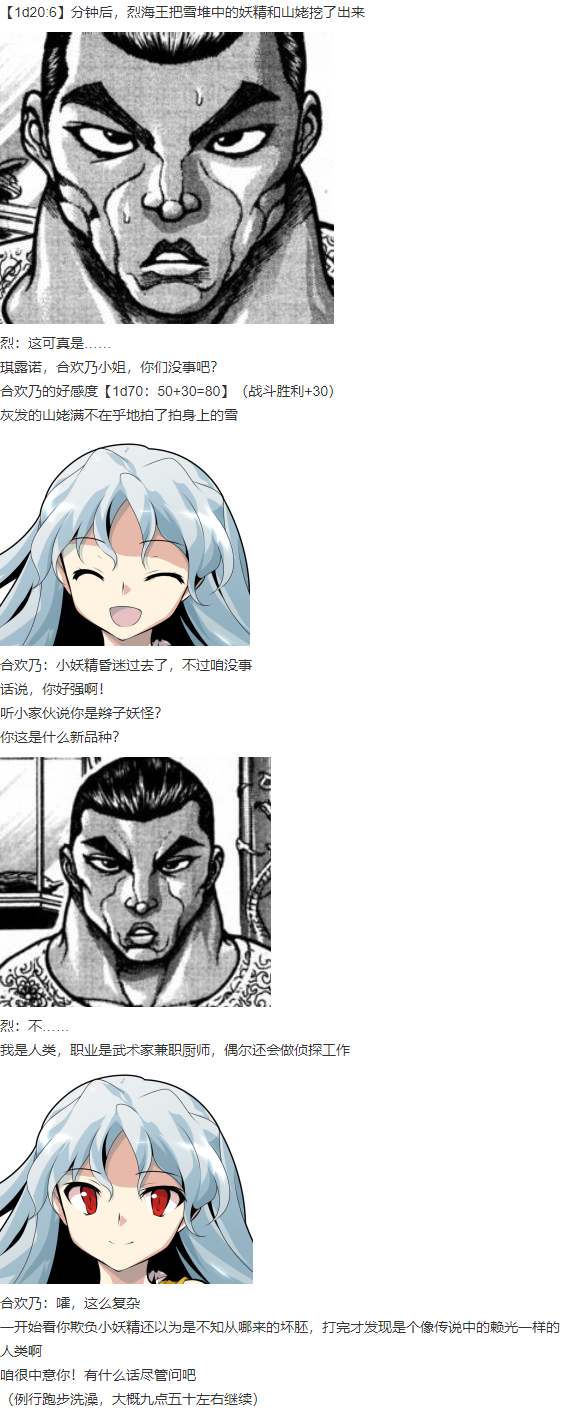 【1d20:6】分钟后，烈海王把雪堆中的妖精和山姥挖了出来
烈：这可真是……
琪露诺，合欢乃小姐，你们没事吧？
合欢乃的好感度【1d70：50+30=80】（战斗胜利+30）
灰发的山姥满不在乎地拍了拍身上的雪
合欢乃：小妖精昏迷过去了，不过咱没事
话说，你好强啊！
听小家伙说你是辫子妖怪？
你这是什么新品种？
烈：不……
我是人类，职业是武术家兼职厨师，偶尔还会做侦探工作
合欢乃：嚯，这么复杂
一开始看你欺负小妖精还以为是不知从哪来的坏胚，打完才发现是个像传说中的赖光一样的
人类啊
咱很中意你！有什么话尽管问吧
（例行跑步洗澡，大概九点五十左右继续）